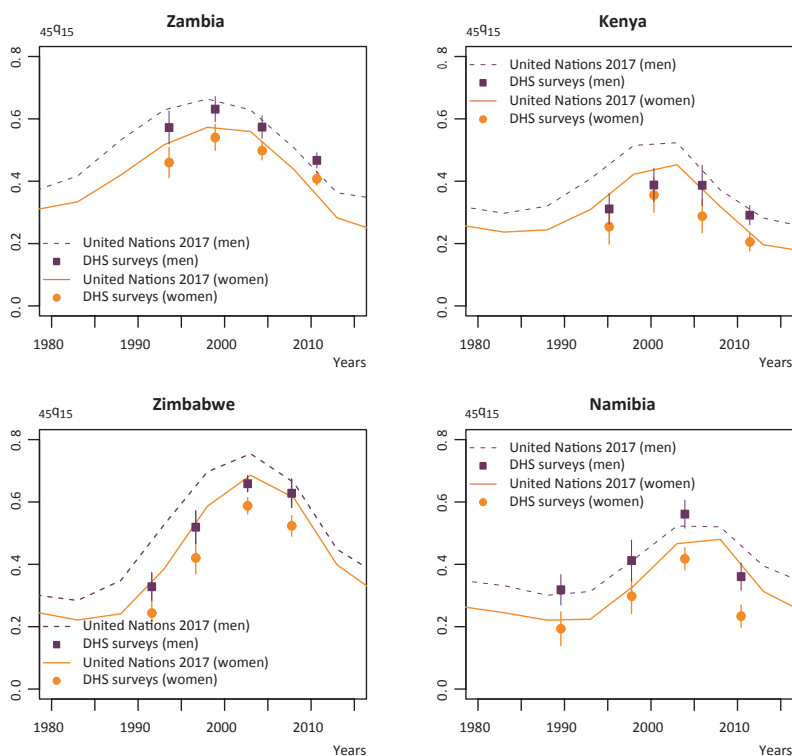 Zambia
45q15
0.8
0.6
0.4
0.2
0.0
United Nations 2017 (men)
DHS surveys (men)
United Nations 2017 (women)
DHS surveys (women)
1980 1990 2000 2010
Years
Kenya
45q15
0.8
0.6
0.4
0.2
0.0
United Nations 2017 (men)
DHS surveys (men)
United Nations 2017 (women)
DHS surveys (women)
1980 1990 2000 2010
Years
Zimbabwe
45q15
0.8
0.6
0.4
0.2
0.0
United Nations 2017 (men)
DHS surveys (men)
United Nations 2017 (women)
DHS surveys (women)
1980 1990 2000 2010
Years
Namibia
45q15
0.8
0.6
0.4
0.2
0.0
United Nations 2017 (men)
DHS surveys (men)
United Nations 2017 (women)
DHS surveys (women)
1980 1990 2000 2010
Years